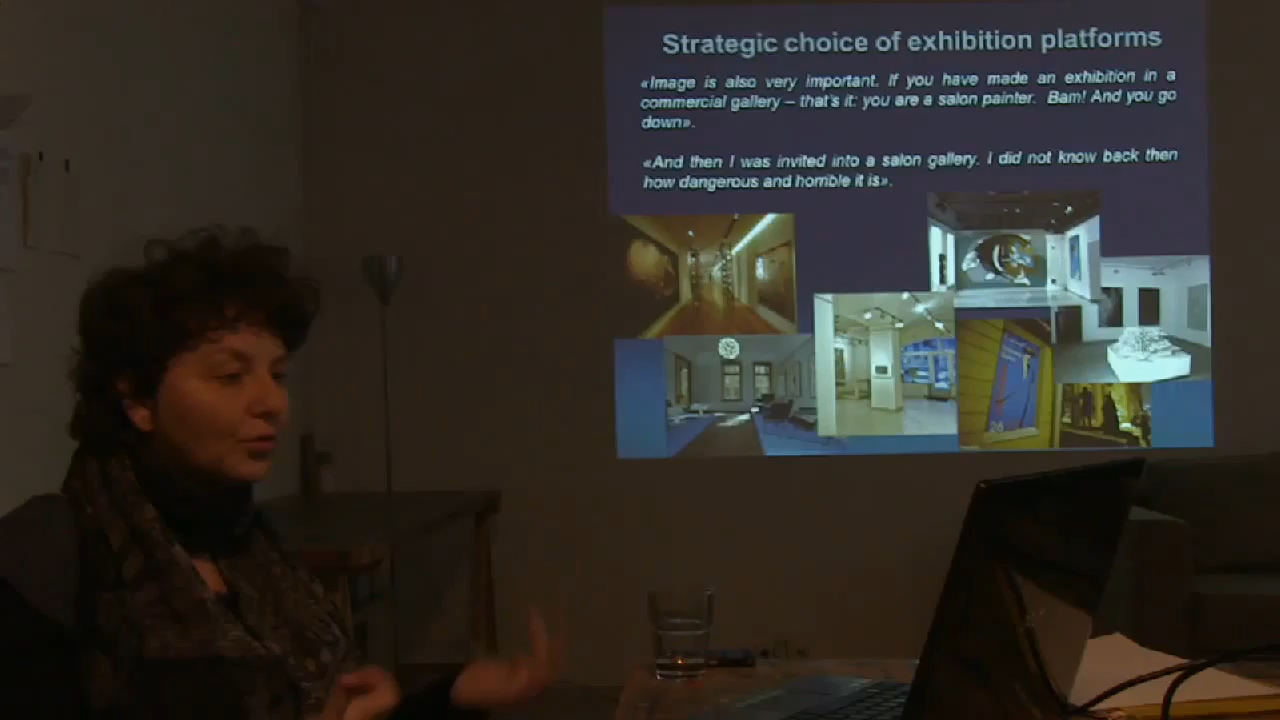 Strategic choice of exhibition platforms
«Image is also very important. If you have made an exhibition in a
commercial gallery – that's it: you are a salon painter. Bam! And you go
down».
«And then I was invited into a salon gallery. I did not know back then
how dangerous and horrible it is».